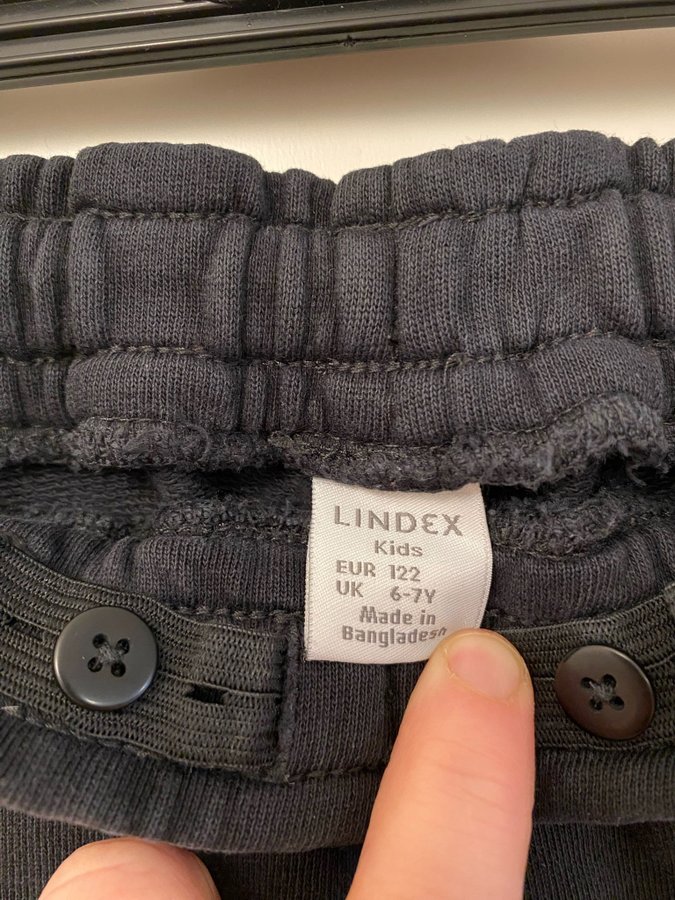 LINDEX
Kids
EUR 122
UK 6-7Y
Made in
Bangladesh